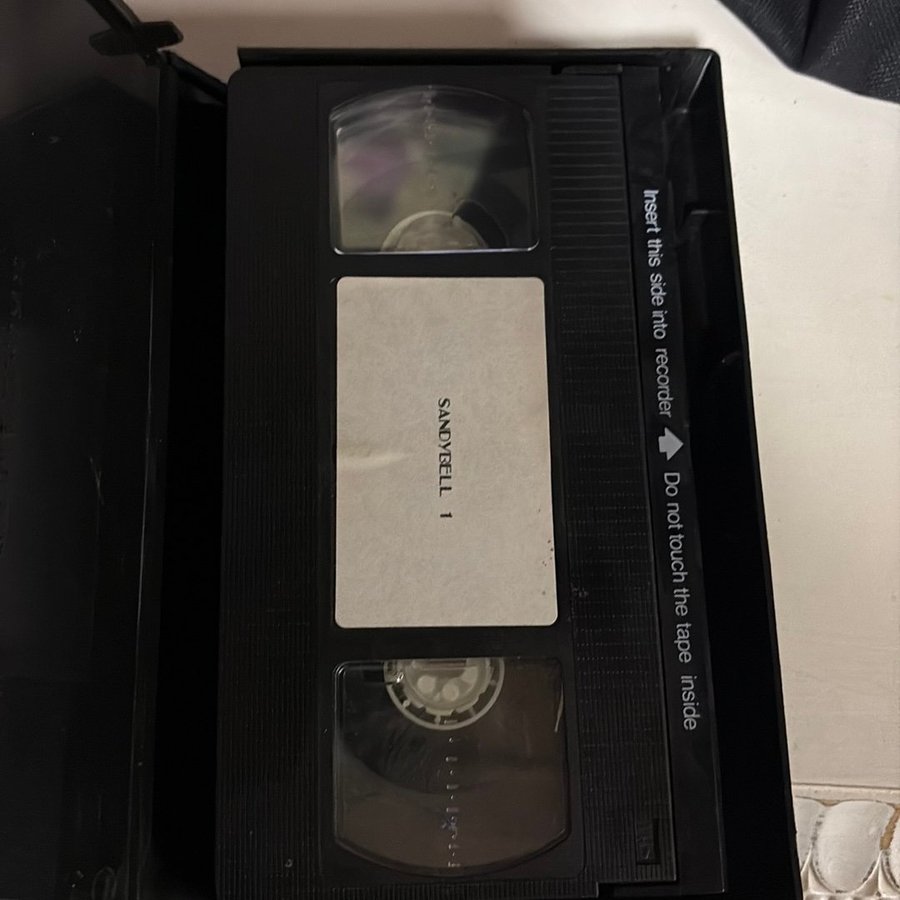 Insert this side into recorder Do not touch the tape inside
SANDYBELL 1